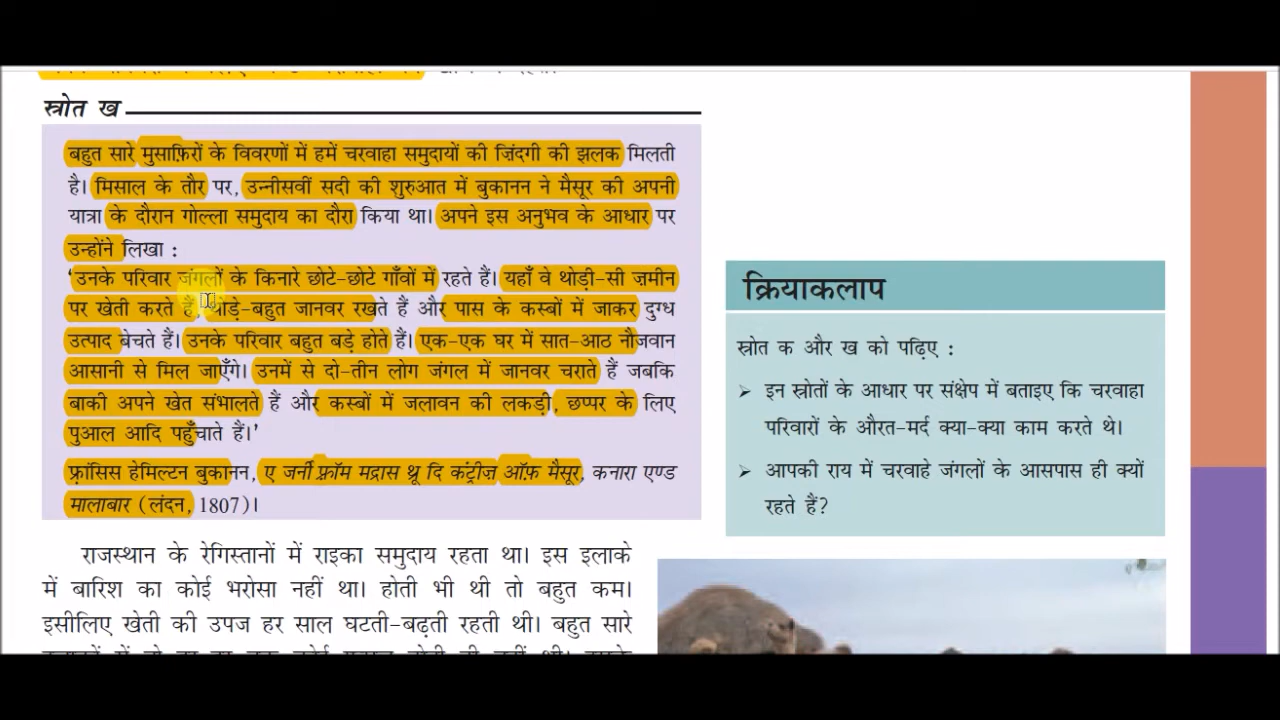 स्रोत ख
बहुत सारे मुसाफ़िरों के विवरणों में हमें चरवाहा समुदायों की ज़िंदगी की झलक मिलती
है। मिसाल के तौर पर, उन्नीसवीं सदी की शुरुआत में बुकानन ने मैसूर की अपनी
यात्रा के दौरान गोल्ला समुदाय का दौरा किया था। अपने इस अनुभव के आधार पर
उन्होंने लिखा :
'उनके परिवार जंगलों के किनारे छोटे-छोटे गाँवों में रहते हैं। यहाँ वे थोड़ी-सी ज़मीन
पर खेती करते हैं, थोड़े-बहुत जानवर रखते हैं और पास के कस्बों में जाकर दुग्ध
उत्पाद बेचते हैं। उनके परिवार बहुत बड़े होते हैं। एक-एक घर में सात-आठ नौजवान
आसानी से मिल जाएँगे। उनमें से दो-तीन लोग जंगल में जानवर चराते हैं जबकि
बाकी अपने खेत संभालते हैं और कस्बों में जलावन की लकड़ी, छप्पर के लिए
पुआल आदि पहुँचाते हैं।'
फ़्रांसिस हेमिल्टन बुकानन, ए जर्नी फ़्रॉम मद्रास थ्रू दि कंट्रीज़ ऑफ़ मैसूर, कनारा एण्ड
मालाबार (लंदन, 1807)।
क्रियाकलाप
स्रोत क और ख को पढ़िए :
➤ इन स्रोतों के आधार पर संक्षेप में बताइए कि चरवाहा
परिवारों के औरत-मर्द क्या-क्या काम करते थे।
➤ आपकी राय में चरवाहे जंगलों के आसपास ही क्यों
रहते हैं?
राजस्थान के रेगिस्तानों में राइका समुदाय रहता था। इस इलाके
में बारिश का कोई भरोसा नहीं था। होती भी थी तो बहुत कम।
इसीलिए खेती की उपज हर साल घटती-बढ़ती रहती थी। बहुत सारे